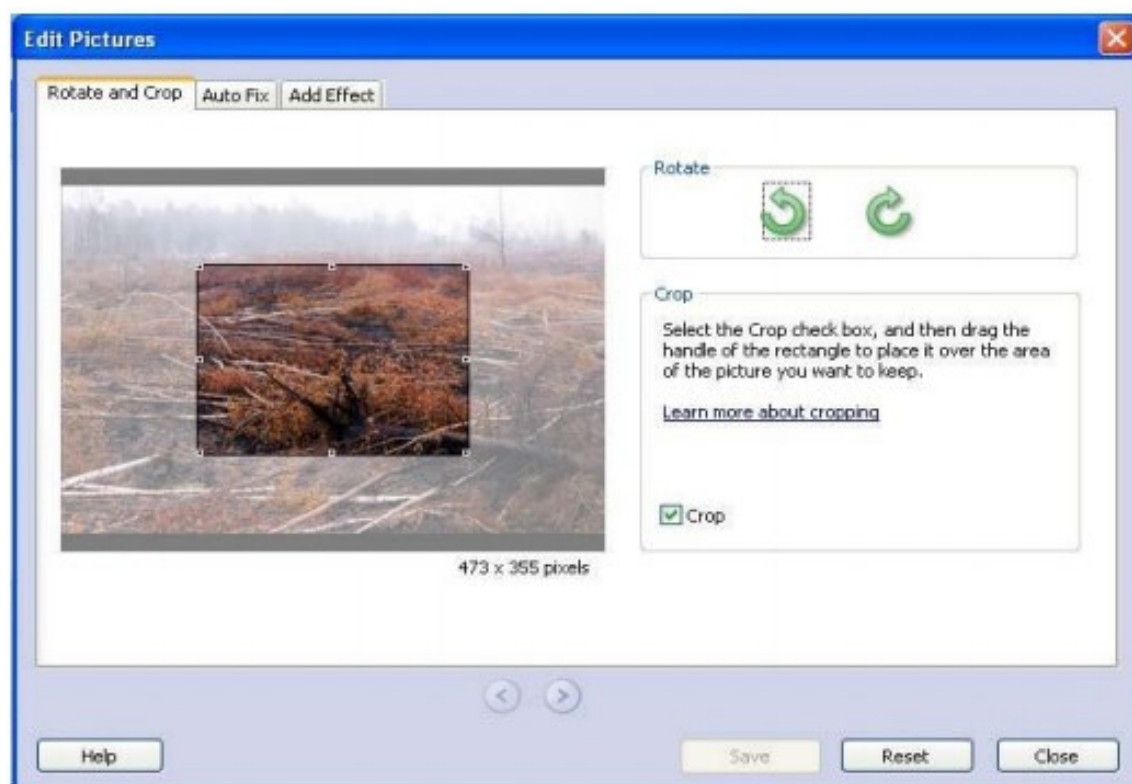 Edit Pictures
Rotate and Crop
Auto Fix
Add Effect
Rotate
Crop
Select the Crop check box, and then drag the
handle of the rectangle to place it over the area
of the picture you want to keep.
Learn more about cropping
Crop
473 x 355 pixels
Help
Save
Reset
Close